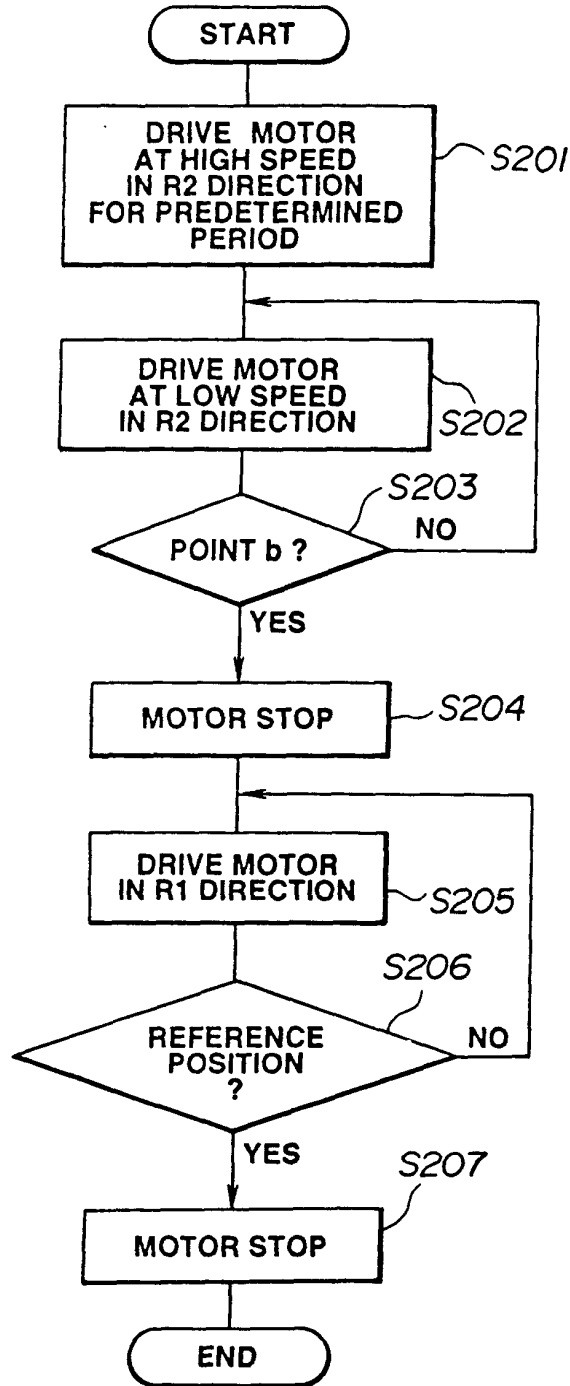 START
DRIVE MOTOR
AT HIGH SPEED
IN R2 DIRECTION
FOR PREDETERMINED
PERIOD
S201
DRIVE MOTOR
AT LOW SPEED
IN R2 DIRECTION
S202
S203
POINT b ?
NO
YES
MOTOR STOP
S204
DRIVE MOTOR
IN R1 DIRECTION
S205
S206
REFERENCE
POSITION
?
NO
YES
S207
MOTOR STOP
END